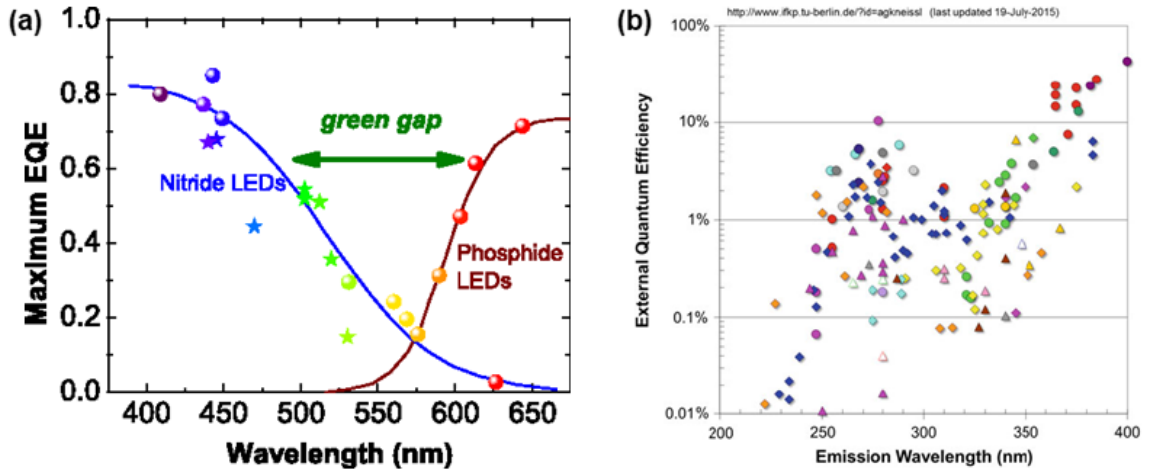 (a)
Maximum EQE
1.0
0.8
0.6
0.4
0.2
0.0
green gap
Nitride LEDs
Phosphide
LEDs
400 450 500 550 600 650
Wavelength (nm)
(b)
http://www.ifkp.tu-berlin.de/?id=agkneissl (last updated 19-July-2015)
External Quantum Efficiency
100%
10%
1%
0.1%
0.01%
200 250 300 350 400
Emission Wavelength (nm)